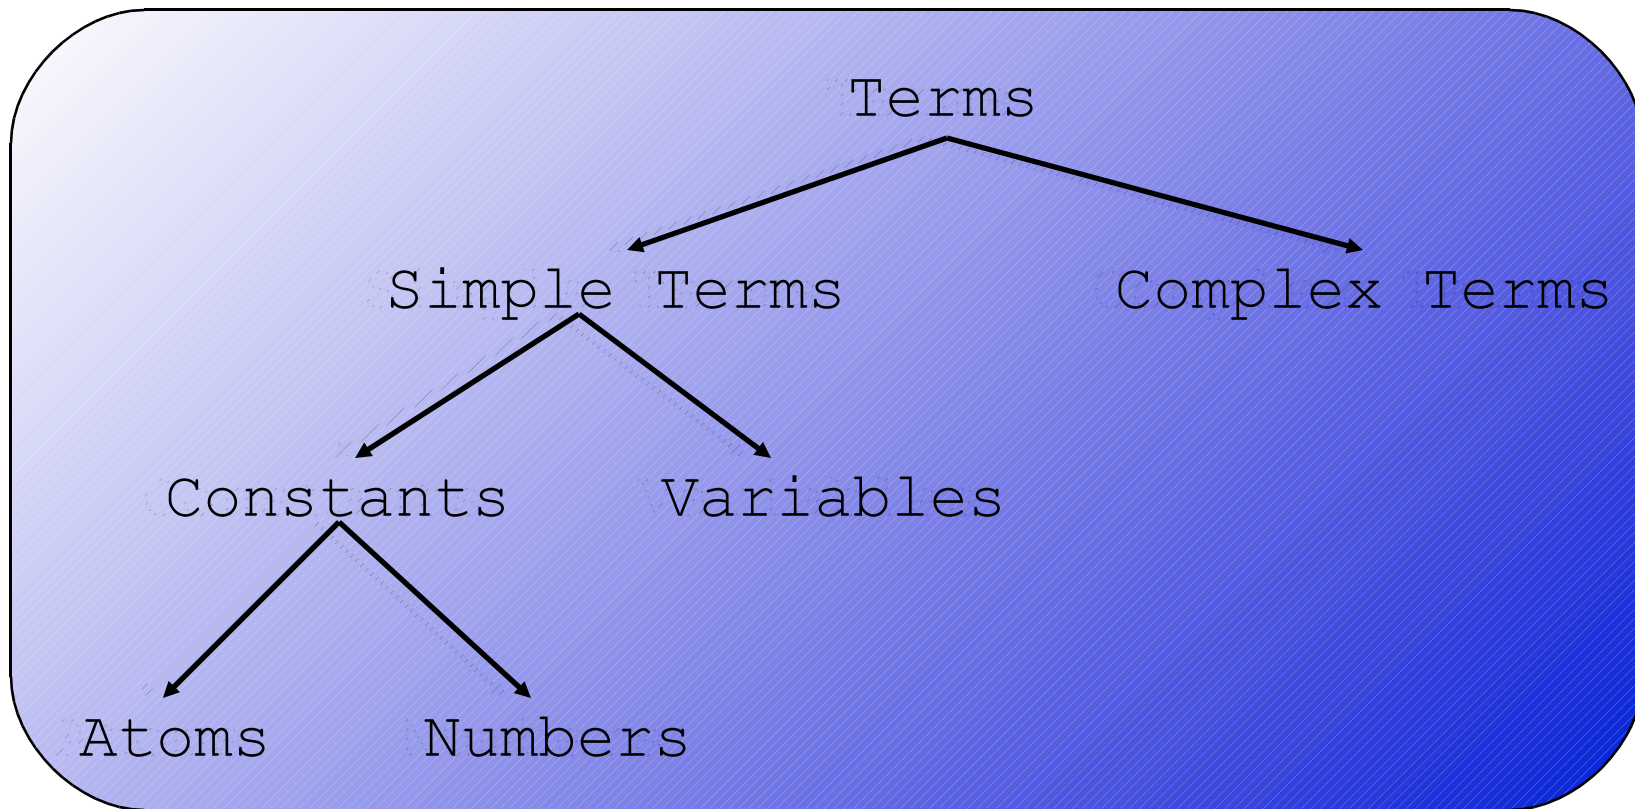 Terms
Simple Terms
Complex Terms
Constants
Variables
Atoms
Numbers